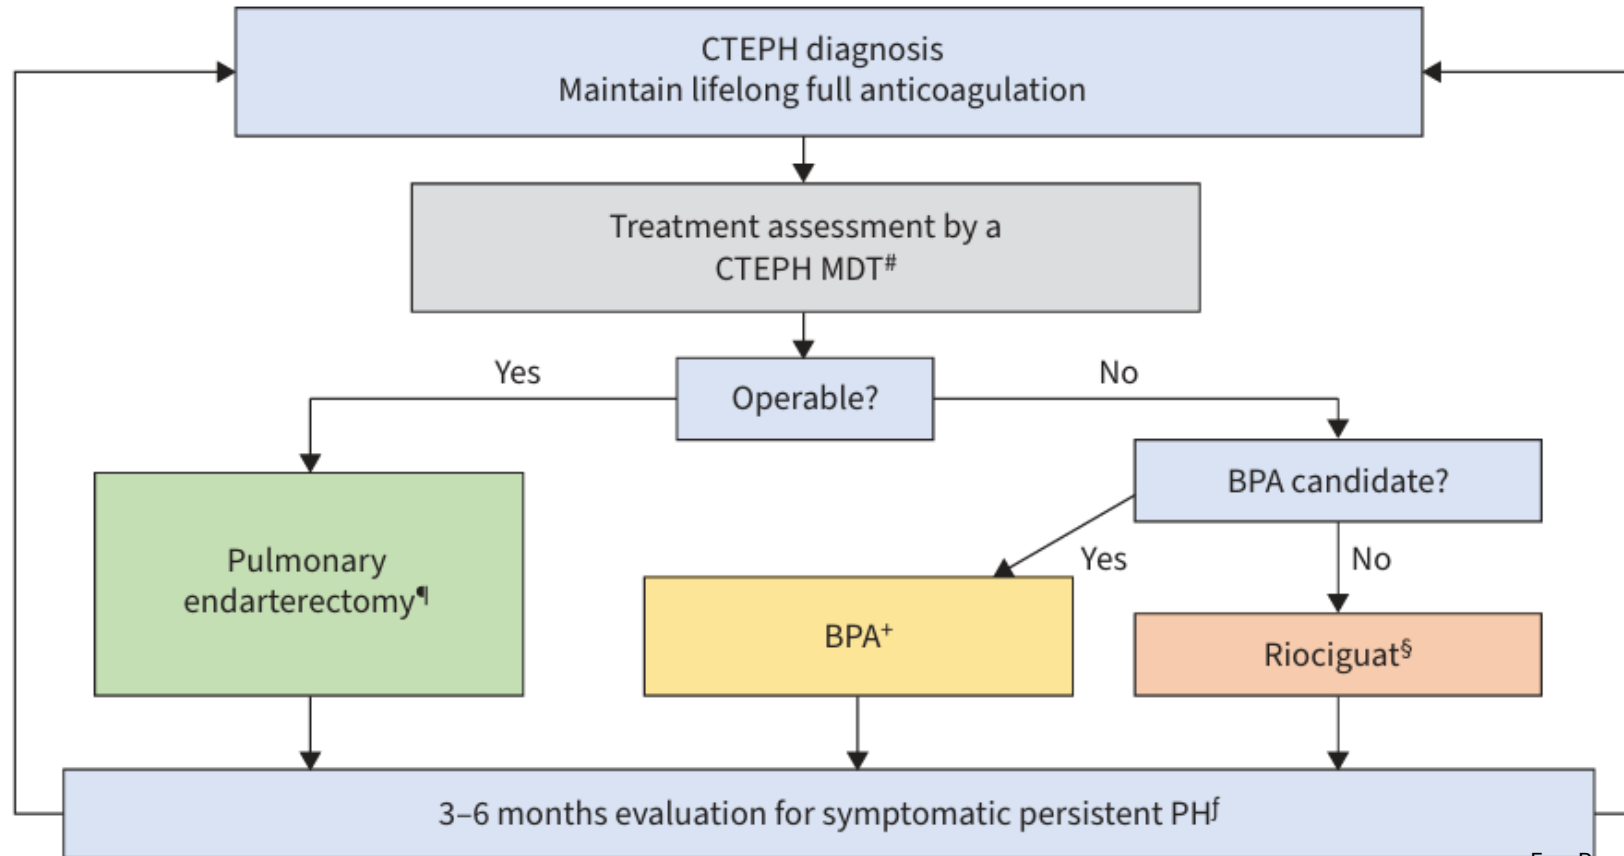 CTEPH diagnosis
Maintain lifelong full anticoagulation
Treatment assessment by a
CTEPH MDT#
Yes
No
Operable?
BPA candidate?
Pulmonary
endarterectomy¶
Yes
No
BPA+
Riociguat§
3–6 months evaluation for symptomatic persistent PHƒ